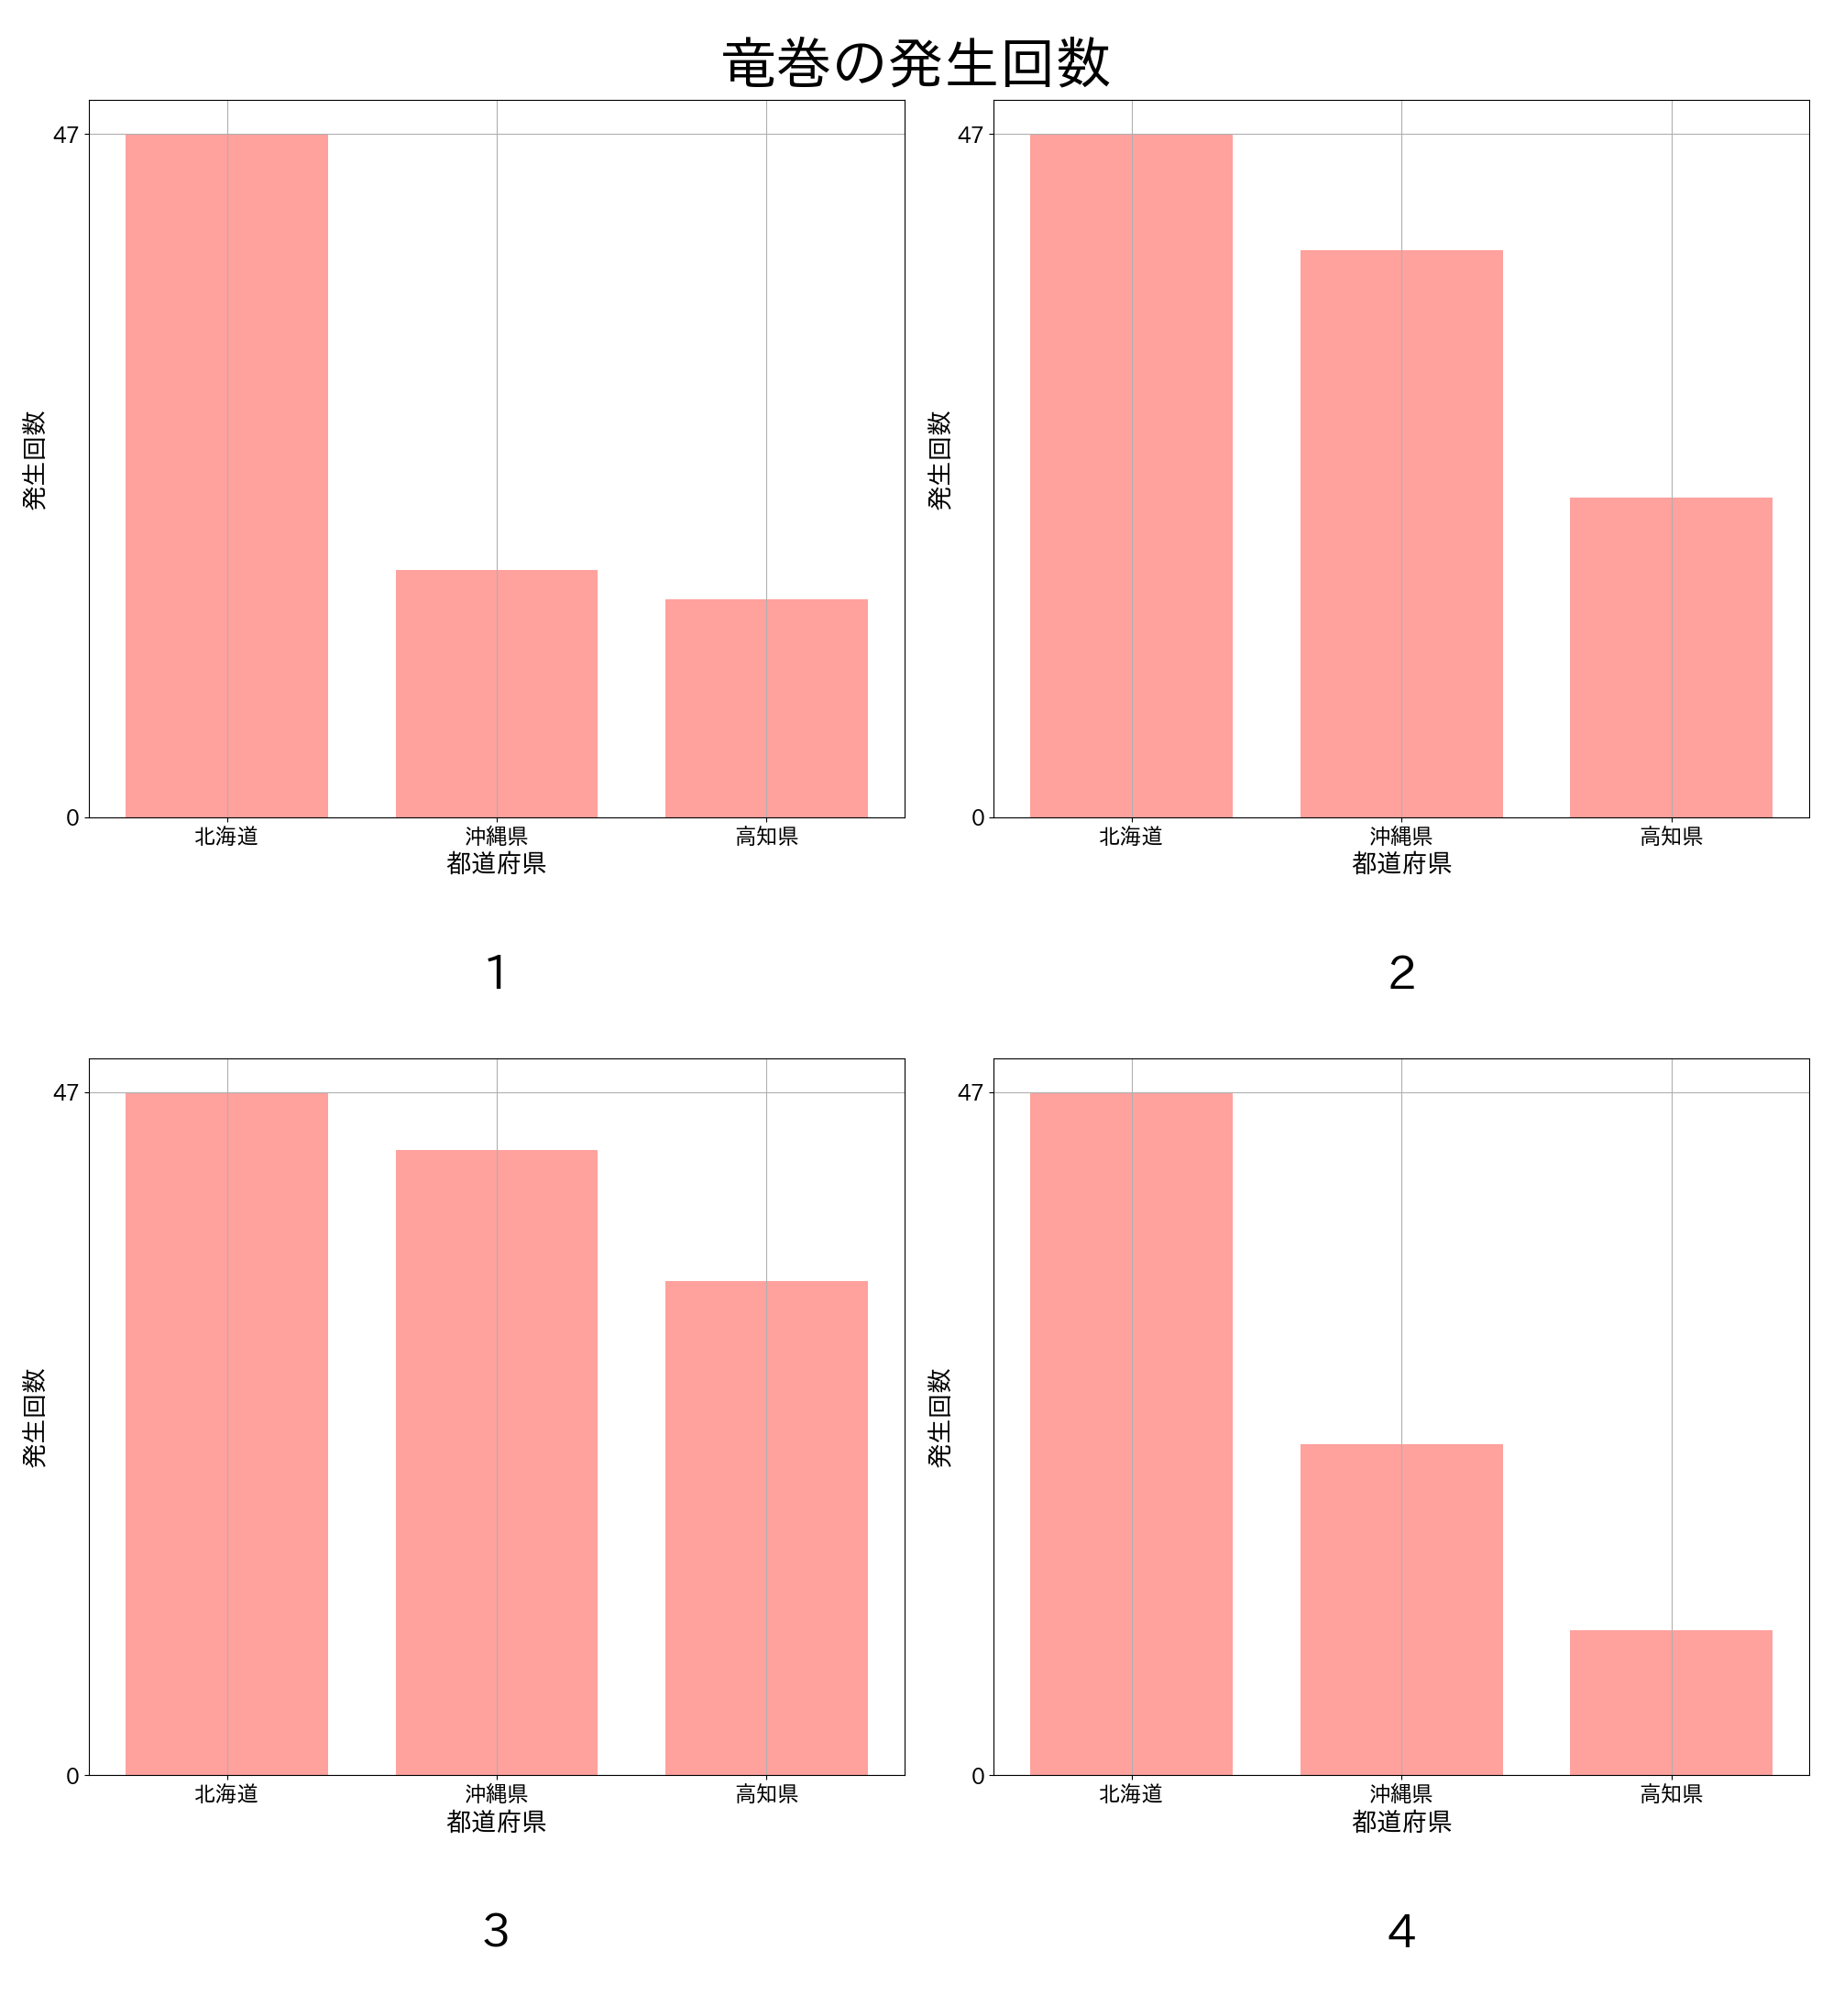 竜巻の発生回数
47
発生回数
0
北海道 沖縄県 高知県
都道府県
1
47
発生回数
0
北海道 沖縄県 高知県
都道府県
2
47
発生回数
0
北海道 沖縄県 高知県
都道府県
3
47
発生回数
0
北海道 沖縄県 高知県
都道府県
4